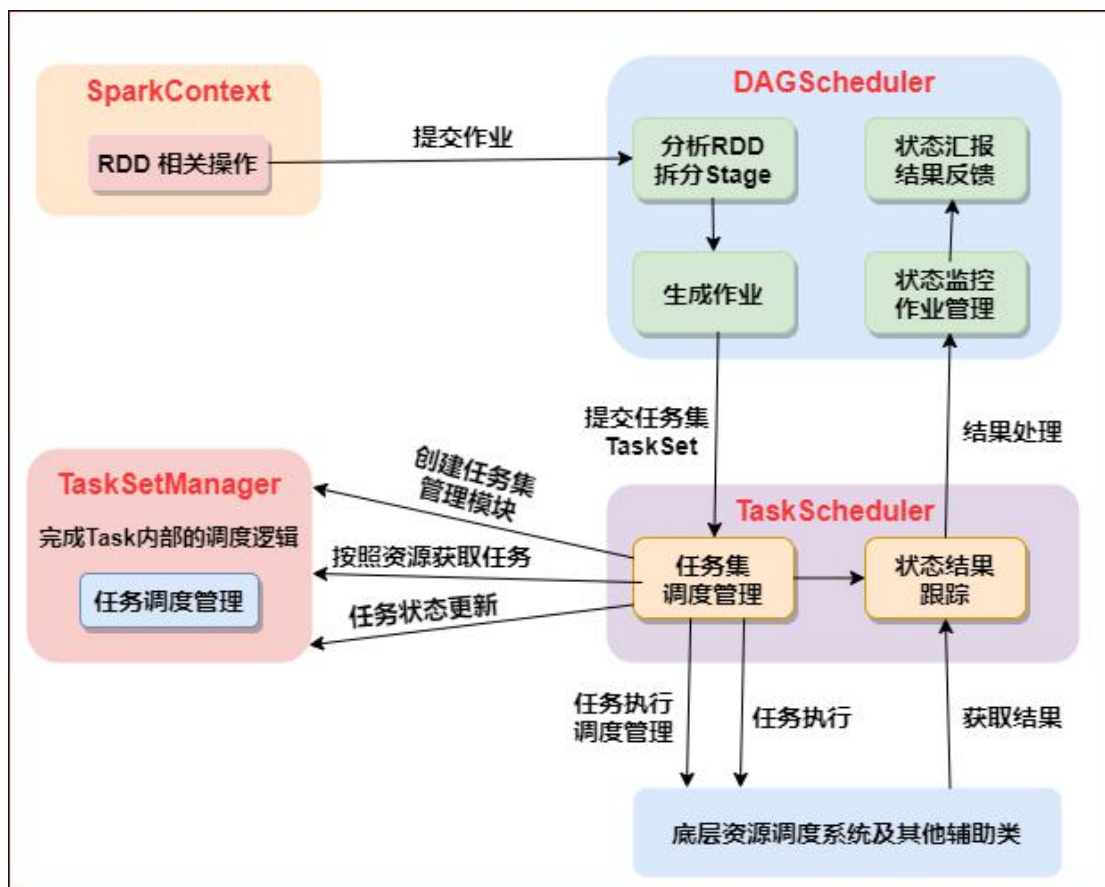 SparkContext
RDD 相关操作
提交作业
DAGScheduler
分析RDD
拆分Stage
状态汇报
结果反馈
生成作业
状态监控
作业管理
提交任务集
TaskSet
结果处理
TaskSetManager
完成Task内部的调度逻辑
任务调度管理
创建任务集
管理模块
按照资源获取任务
任务状态更新
TaskScheduler
任务集
调度管理
状态结果
跟踪
任务执行
调度管理
任务执行
获取结果
底层资源调度系统及其他辅助类